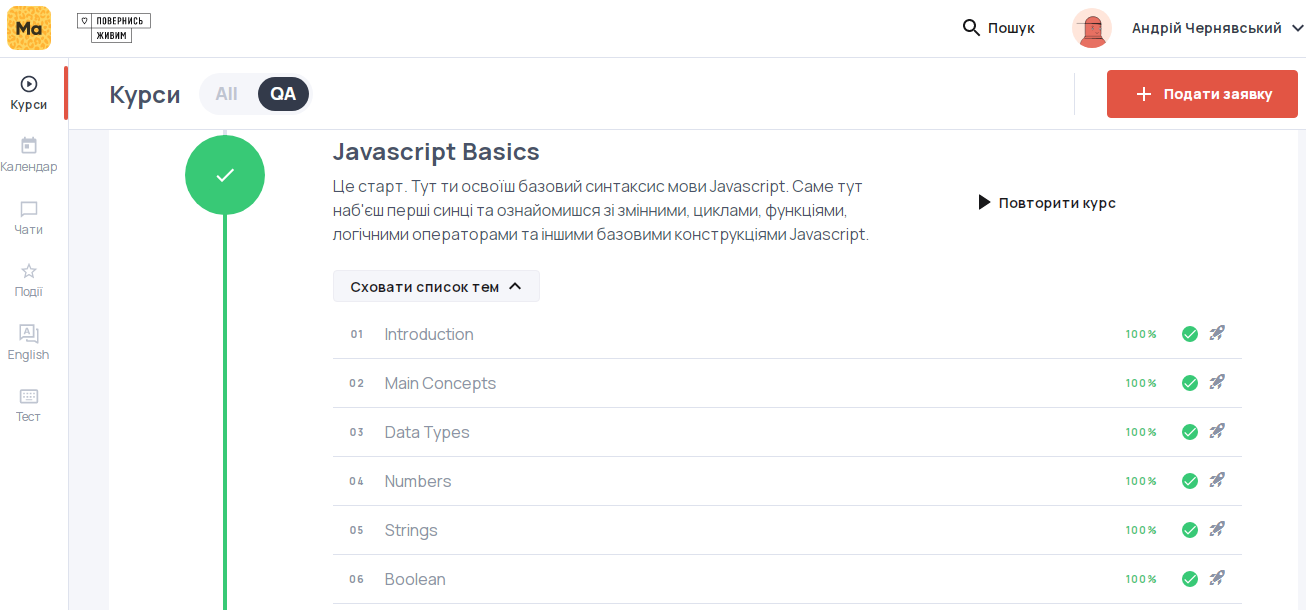 Ma
ПОВЕРНИСЬ
ЖИВИМ
Пошук
Андрій Чернявський
Курси
Календар
Чати
Події
English
Тест
Курси
All
QA
Подати заявку
Javascript Basics
Це старт. Тут ти освоїш базовий синтаксис мови Javascript. Саме тут
наб'єш перші синці та ознайомишся зі змінними, циклами, функціями,
логічними операторами та іншими базовими конструкціями Javascript.
Повторити курс
Сховати список тем
01 Introduction 100%
02 Main Concepts 100%
03 Data Types 100%
04 Numbers 100%
05 Strings 100%
06 Boolean 100%